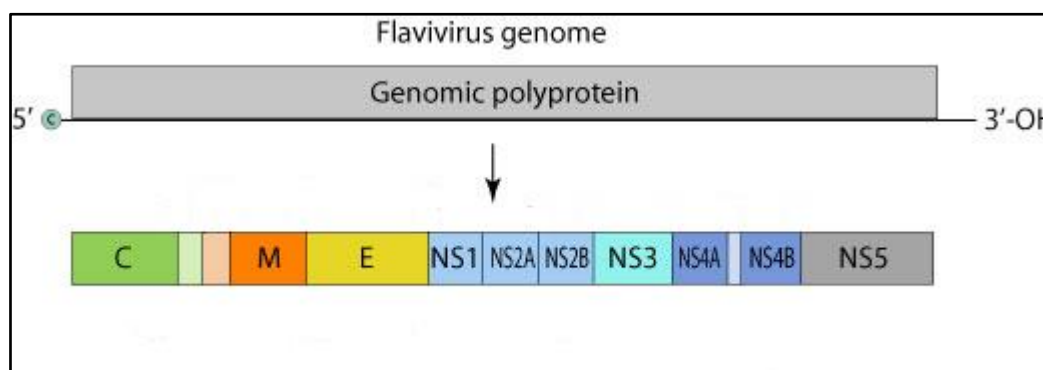 Flavivirus genome
Genomic polyprotein
5' C 3'-OH
C M E NS1 NS2A NS2B NS3 NS4A NS4B NS5